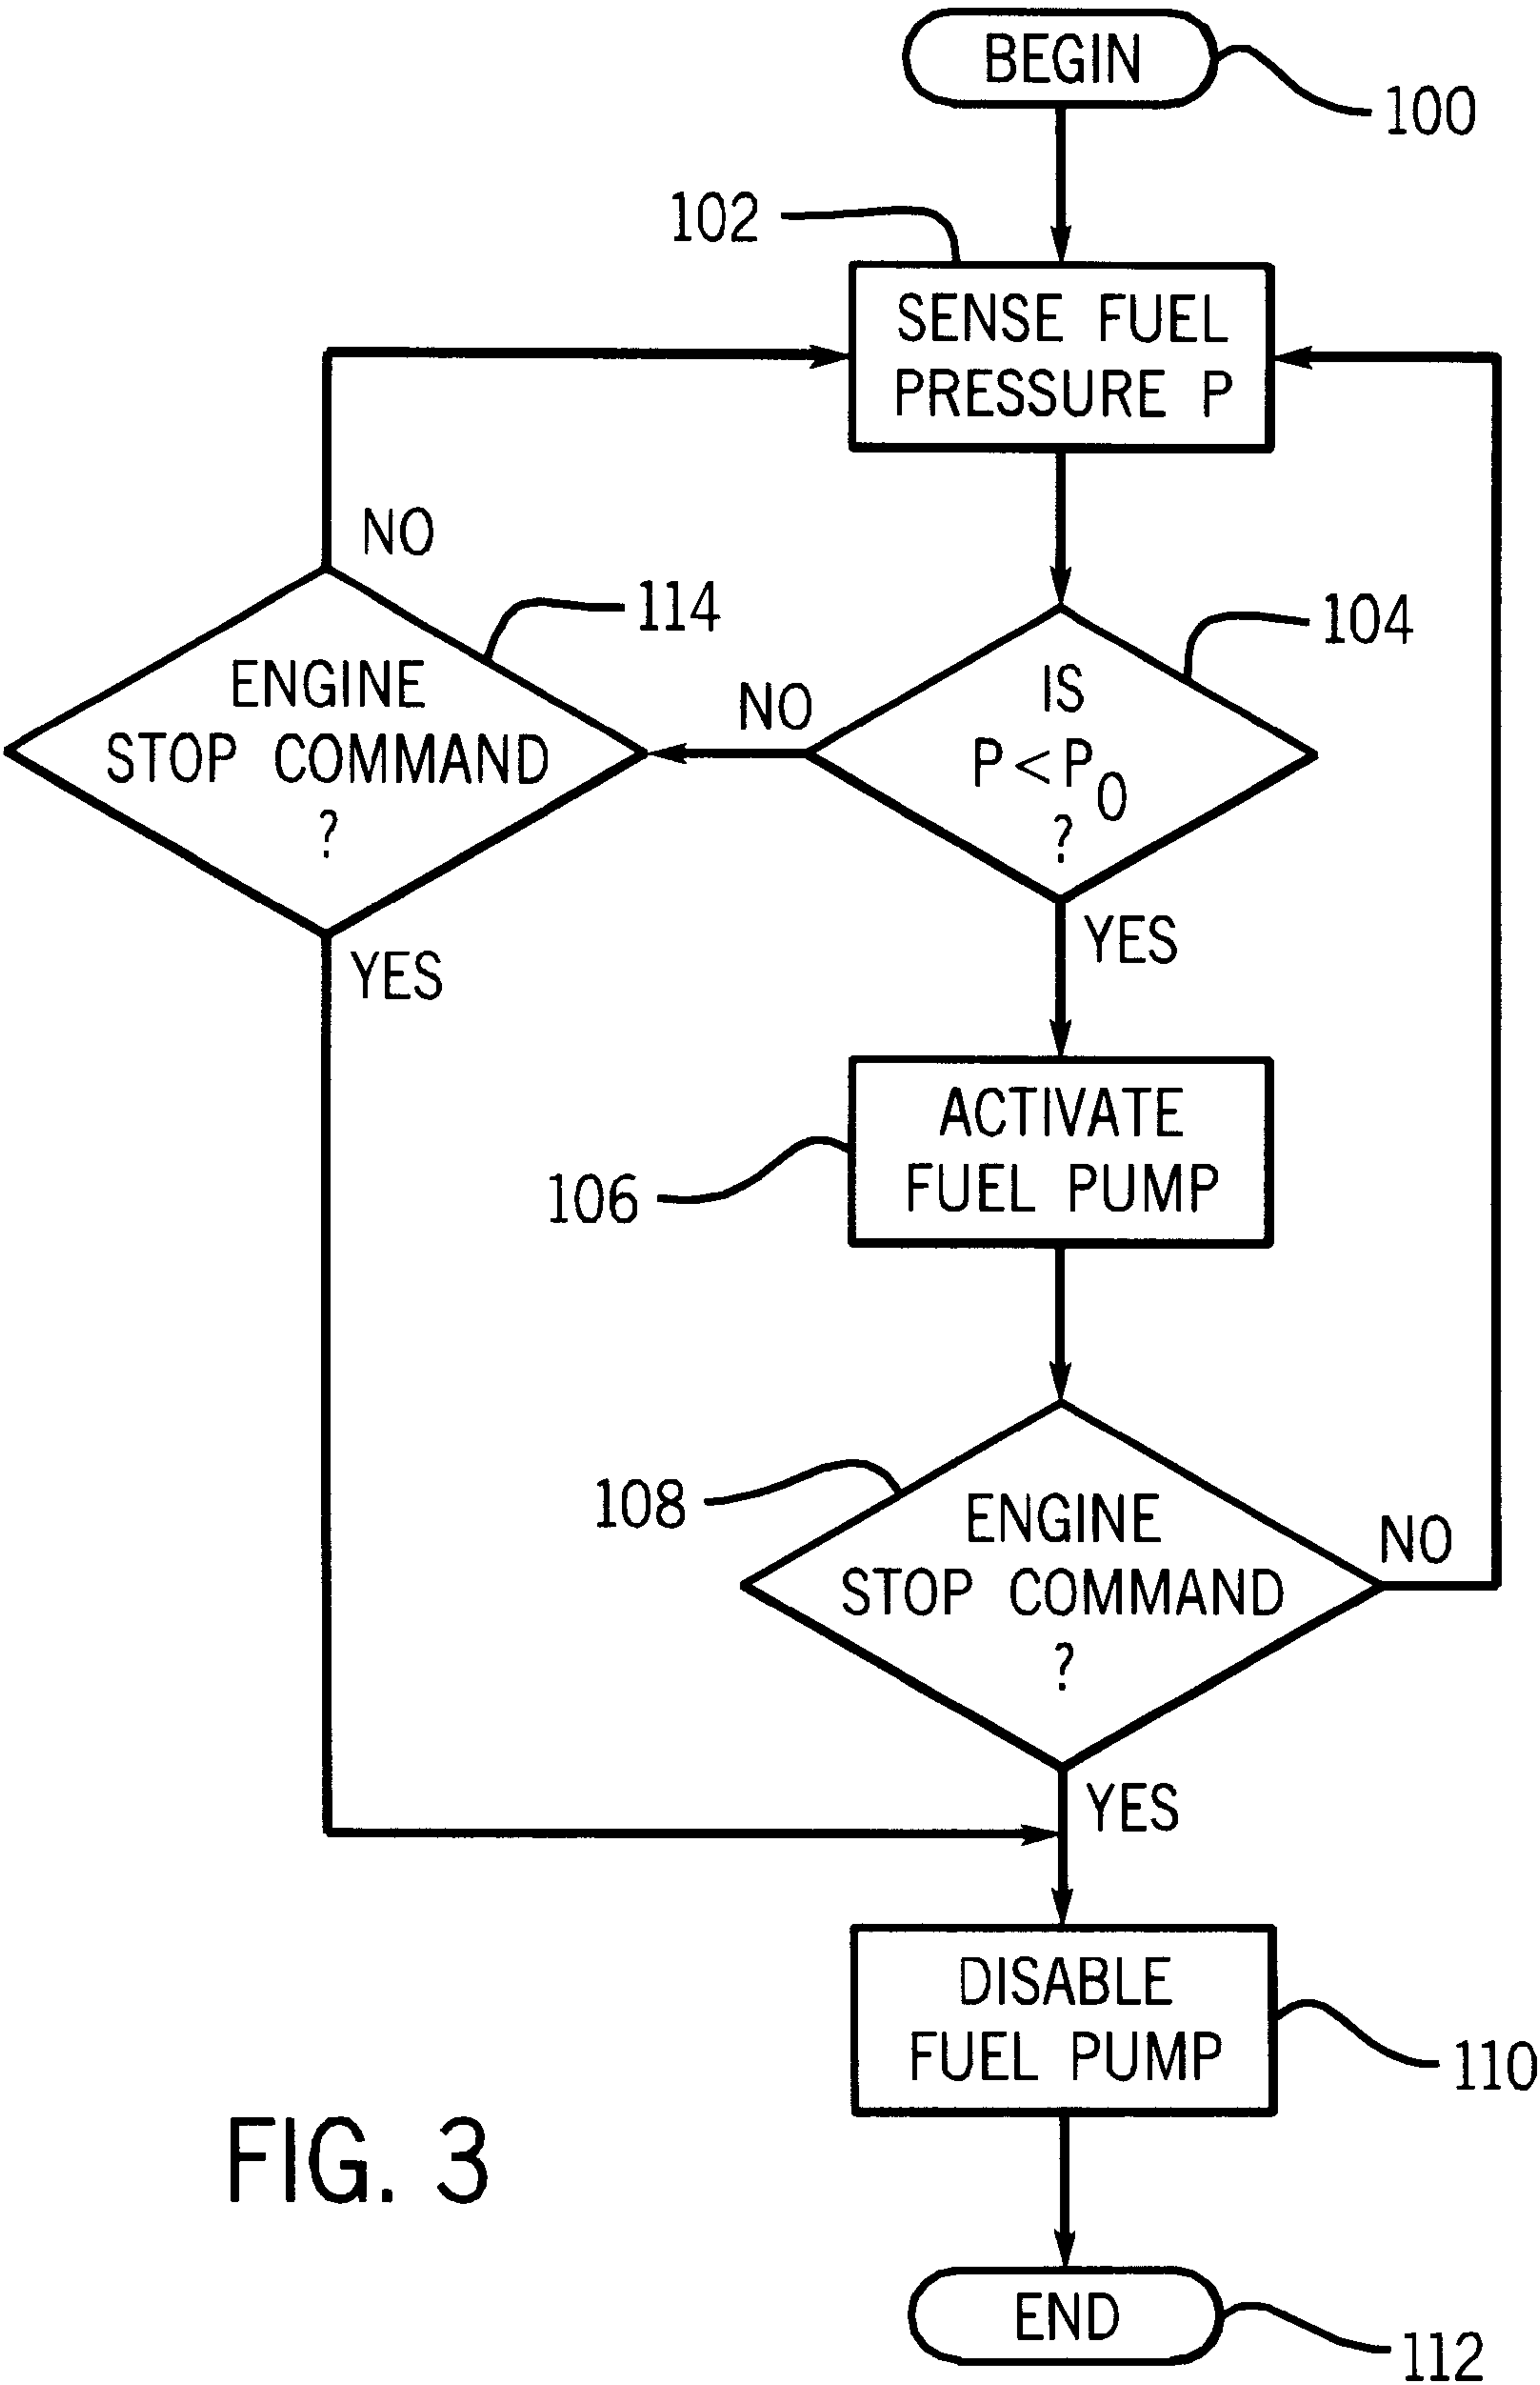 BEGIN
100
102
SENSE FUEL
PRESSURE P
NO
114
104
ENGINE
STOP COMMAND
?
NO
IS
P < P0
?
YES
YES
ACTIVATE
FUEL PUMP
106
108
ENGINE
STOP COMMAND
?
NO
YES
DISABLE
FUEL PUMP
110
FIG. 3
END
112